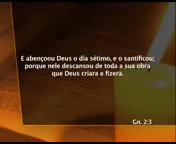 E abençoou Deus o dia sétimo, e o santificou;
porque nele descansou de toda a sua obra
que Deus criara e fizera.
Gn. 2:3